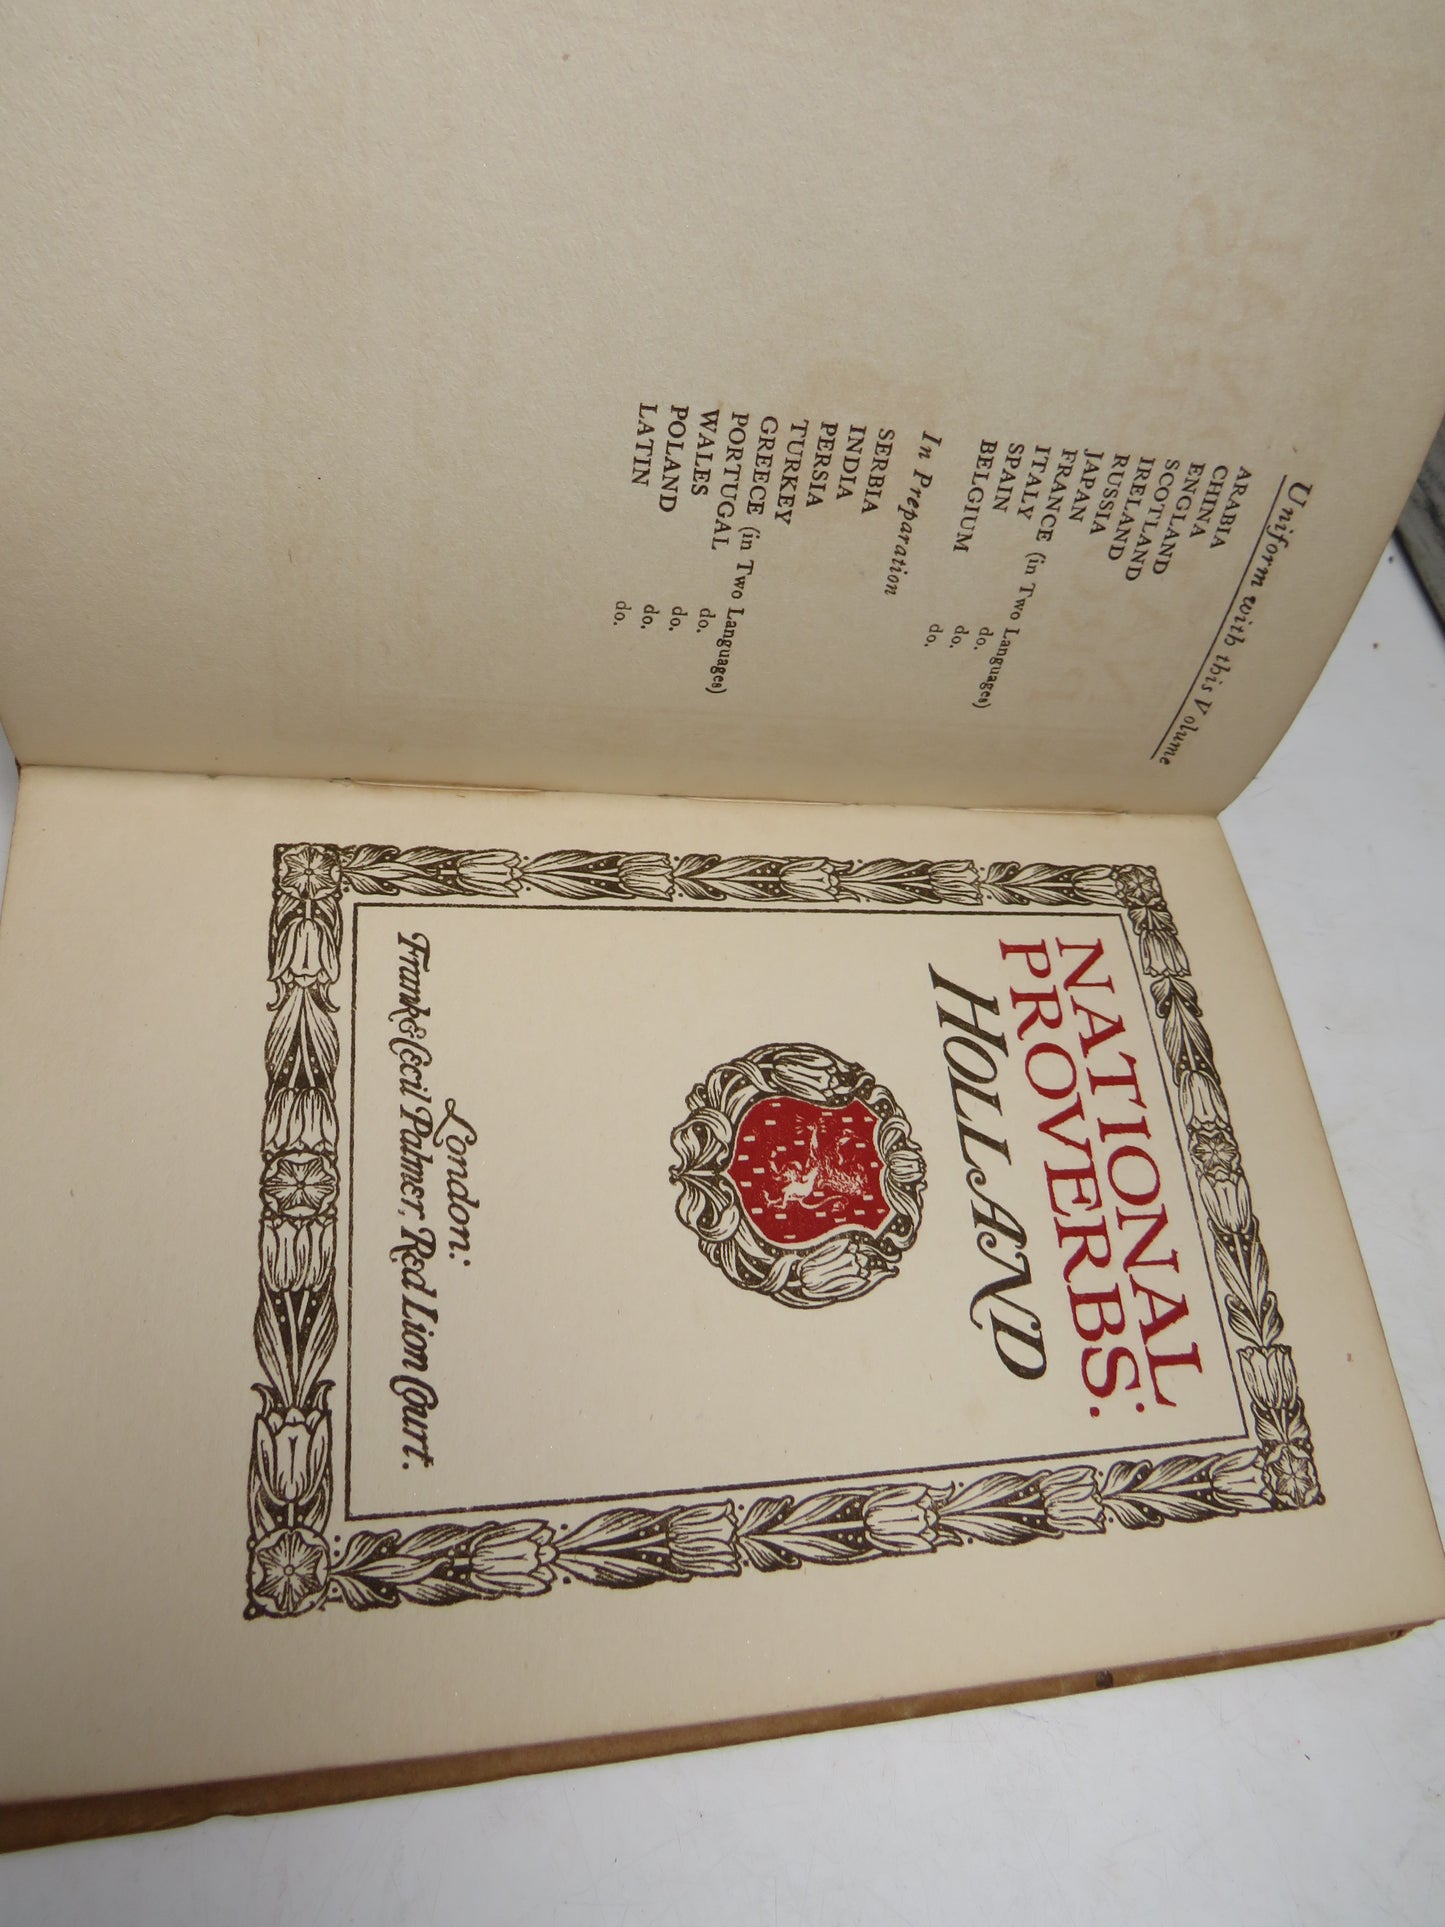 Uniform with this Volume
ARABIA
CHINA
ENGNA
SCOTLAND
IRELAND
RUSSIA
JAPAN
FRANCE (in Two Languages)
ITALY do.
SPAIN do.
BELGIUM do.
In Preparation
SERBIA
INDIA
PERSIA
TURKEY
GREECE (in Two Languages)
PORTUGAL do.
WALES do.
POLAND do.
LATIN do.
NATIONAL
PROVERBS:
HOLLAND
London:
Frank & Cecil Palmer, Red Lion Court.